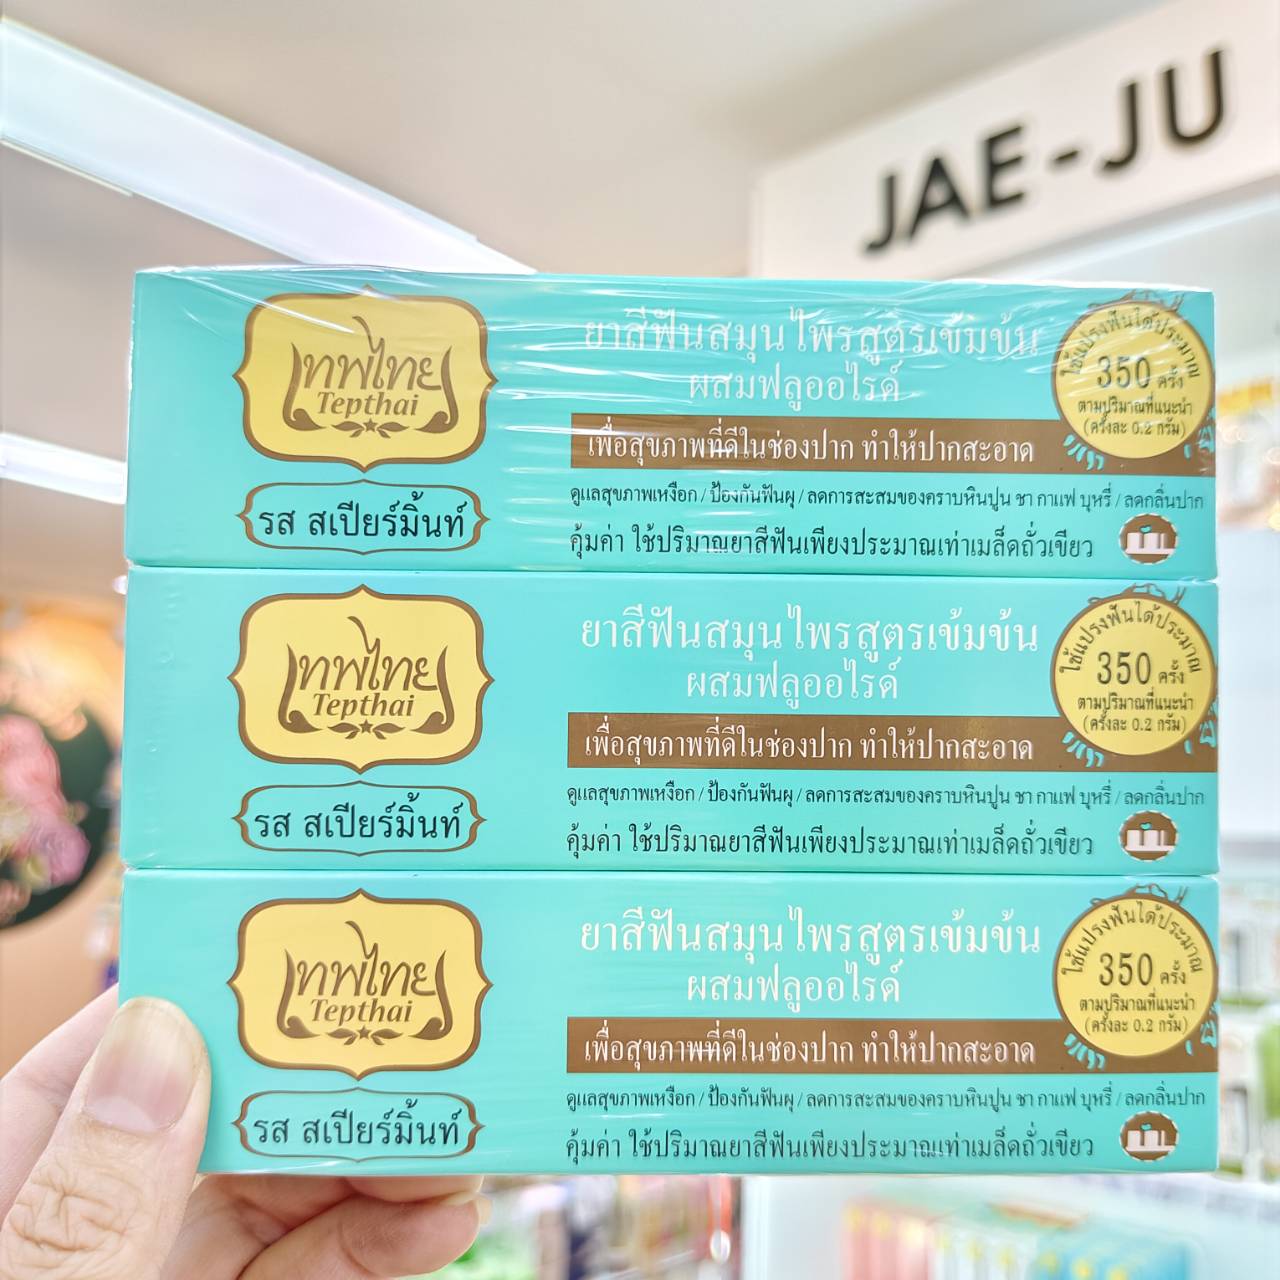 JAE-JU
เทพไทย
Tepthai
รส สเปียร์มิ้นท์
ยาสีฟันสมุนไพรสูตรเข้มข้น
ผสมฟลูออไรด์
เพื่อสุขภาพที่ดีในช่องปาก ทำให้ปากสะอาด
ดูแลสุขภาพเหงือก / ป้องกันฟันผุ / ลดการสะสมของคราบหินปูน ชา กาแฟ บุหรี่ / ลดกลิ่นปาก
คุ้มค่า ใช้ปริมาณยาสีฟันเพียงประมาณเท่าเมล็ดถั่วเขียว
ใช้แปรงฟันได้ประมาณ
350 ครั้ง
ตามปริมาณที่แนะนำ
(ครั้งละ 0.2 กรัม)
เทพไทย
Tepthai
รส สเปียร์มิ้นท์
ยาสีฟันสมุนไพรสูตรเข้มข้น
ผสมฟลูออไรด์
เพื่อสุขภาพที่ดีในช่องปาก ทำให้ปากสะอาด
ดูแลสุขภาพเหงือก / ป้องกันฟันผุ / ลดการสะสมของคราบหินปูน ชา กาแฟ บุหรี่ / ลดกลิ่นปาก
คุ้มค่า ใช้ปริมาณยาสีฟันเพียงประมาณเท่าเมล็ดถั่วเขียว
ใช้แปรงฟันได้ประมาณ
350 ครั้ง
ตามปริมาณที่แนะนำ
(ครั้งละ 0.2 กรัม)
เทพไทย
Tepthai
รส สเปียร์มิ้นท์
ยาสีฟันสมุนไพรสูตรเข้มข้น
ผสมฟลูออไรด์
เพื่อสุขภาพที่ดีในช่องปาก ทำให้ปากสะอาด
ดูแลสุขภาพเหงือก / ป้องกันฟันผุ / ลดการสะสมของคราบหินปูน ชา กาแฟ บุหรี่ / ลดกลิ่นปาก
คุ้มค่า ใช้ปริมาณยาสีฟันเพียงประมาณเท่าเมล็ดถั่วเขียว
ใช้แปรงฟันได้ประมาณ
350 ครั้ง
ตามปริมาณที่แนะนำ
(ครั้งละ 0.2 กรัม)